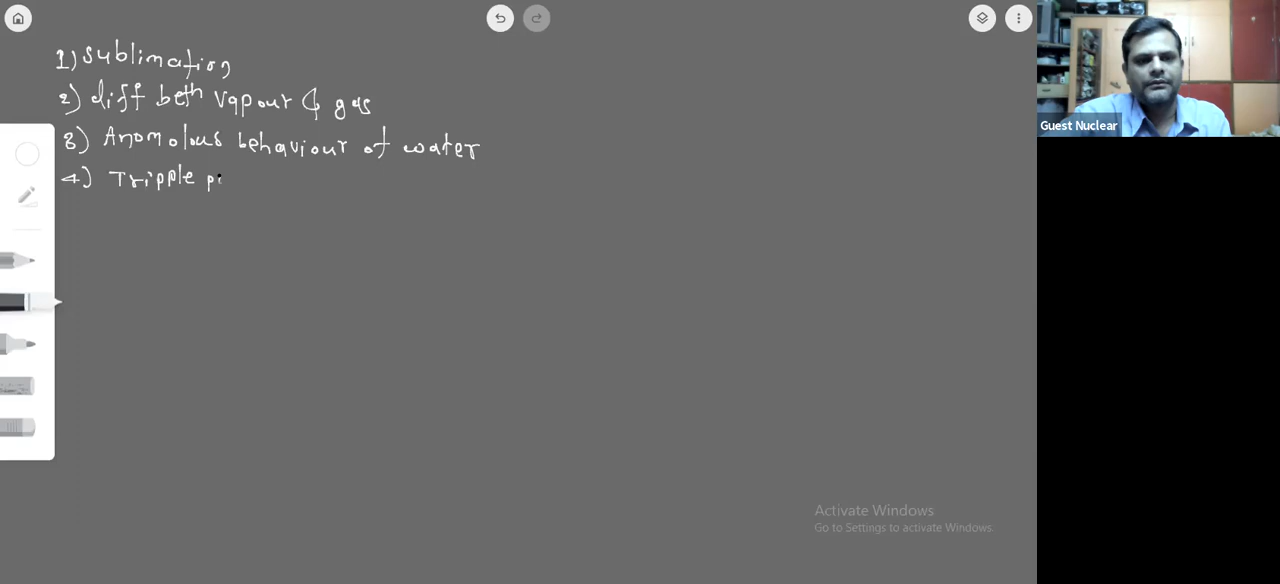 1) Sublimation
2) diff beth Vapour & gas
3) Anomolous behaviour of water
4) Tripple p
Guest Nuclear
Activate Windows
Go to Settings to activate Windows.